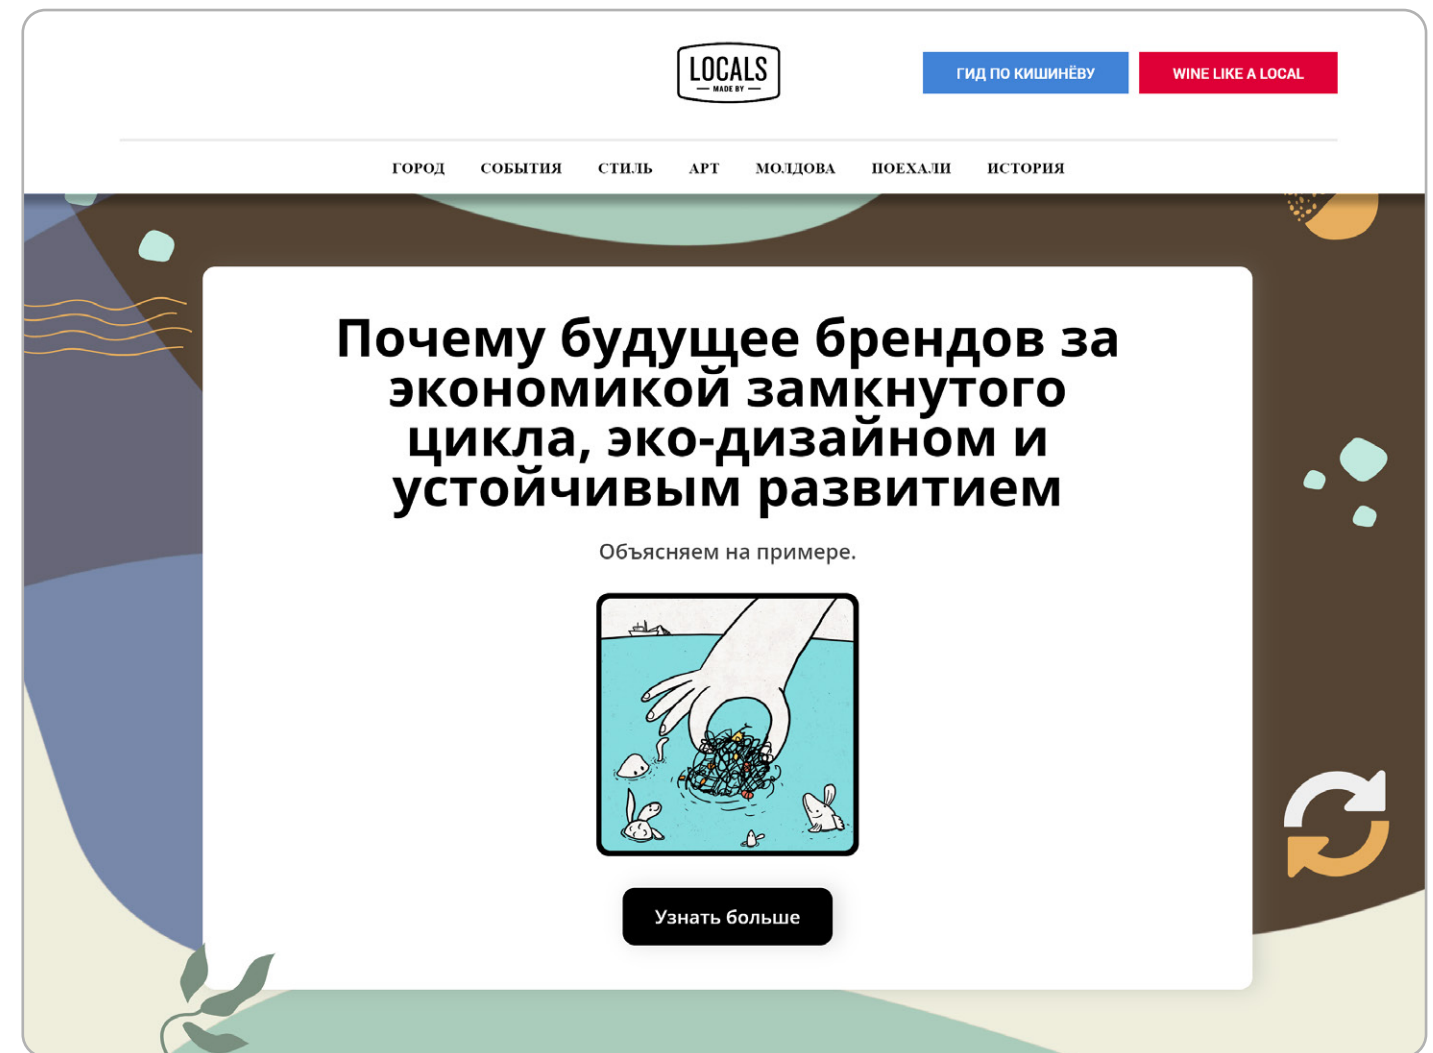 LOCALS
MADE BY
ГИД ПО КИШИНЁВУ
WINE LIKE A LOCAL
ГОРОД СОБЫТИЯ СТИЛЬ АРТ МОЛДОВА ПОЕХАЛИ ИСТОРИЯ
Почему будущее брендов за
экономикой замкнутого
цикла, эко-дизайном и
устойчивым развитием
Объясняем на примере.
Узнать больше